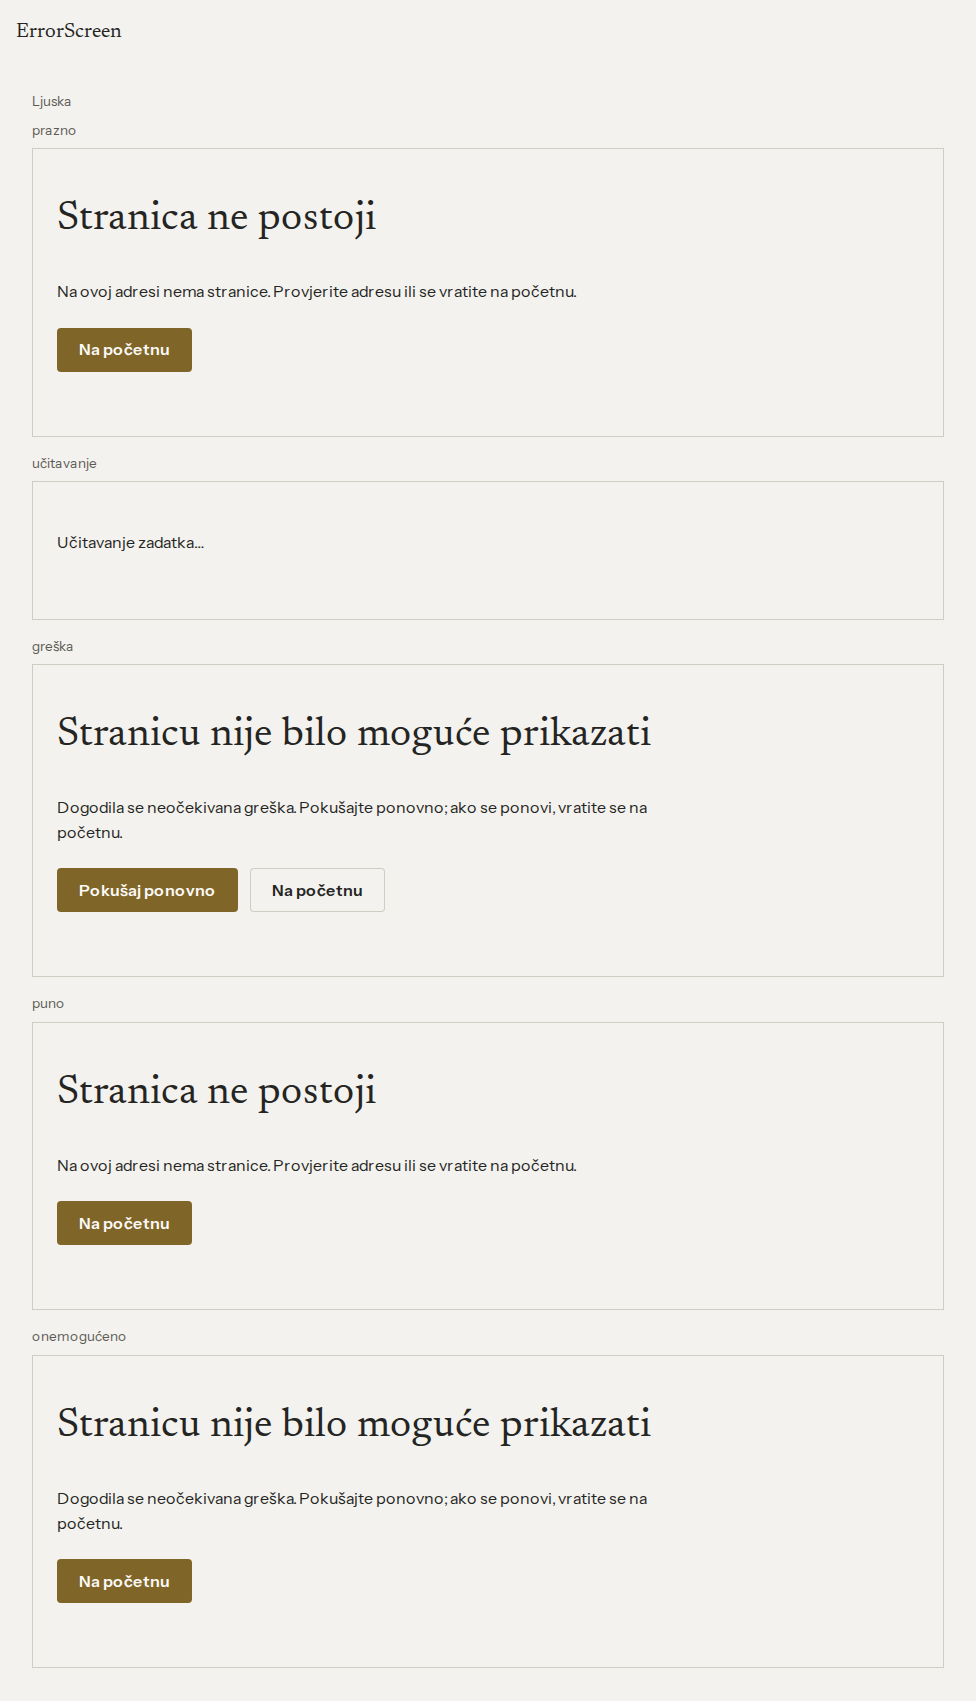 ErrorScreen
Ljuska
prazno
Stranica ne postoji
Na ovoj adresi nema stranice. Provjerite adresu ili se vratite na početnu.
Na početnu
učitavanje
Učitavanje zadatka…
greška
Stranicu nije bilo moguće prikazati
Dogodila se neočekivana greška. Pokušajte ponovno; ako se ponovi, vratite se na
početnu.
Pokušaj ponovno
Na početnu
puno
Stranica ne postoji
Na ovoj adresi nema stranice. Provjerite adresu ili se vratite na početnu.
Na početnu
onemogućeno
Stranicu nije bilo moguće prikazati
Dogodila se neočekivana greška. Pokušajte ponovno; ako se ponovi, vratite se na
početnu.
Na početnu